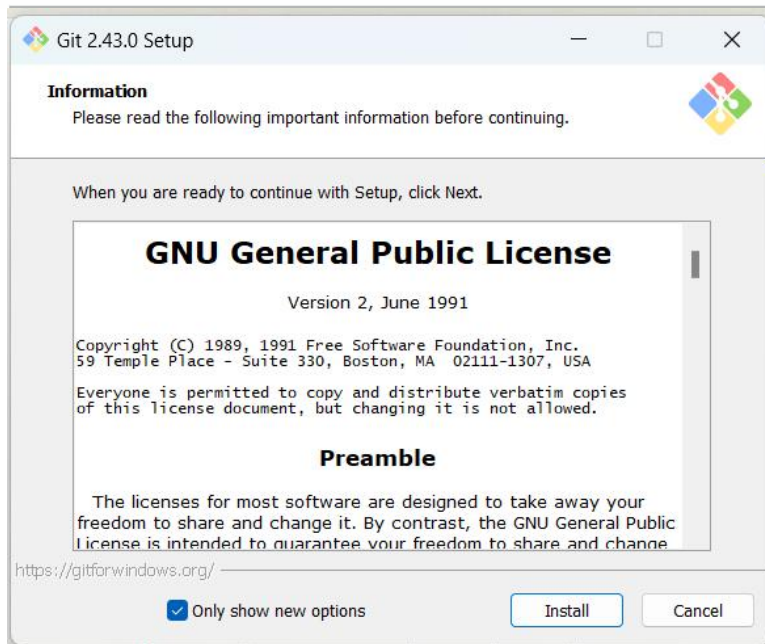 Git 2.43.0 Setup
Information
Please read the following important information before continuing.
When you are ready to continue with Setup, click Next.
GNU General Public License
Version 2, June 1991
Copyright (C) 1989, 1991 Free Software Foundation, Inc.
59 Temple Place - Suite 330, Boston, MA  02111-1307, USA
Everyone is permitted to copy and distribute verbatim copies
of this license document, but changing it is not allowed.
Preamble
The licenses for most software are designed to take away your
freedom to share and change it. By contrast, the GNU General Public
License is intended to guarantee your freedom to share and change
https://gitforwindows.org/
Only show new options
Install
Cancel